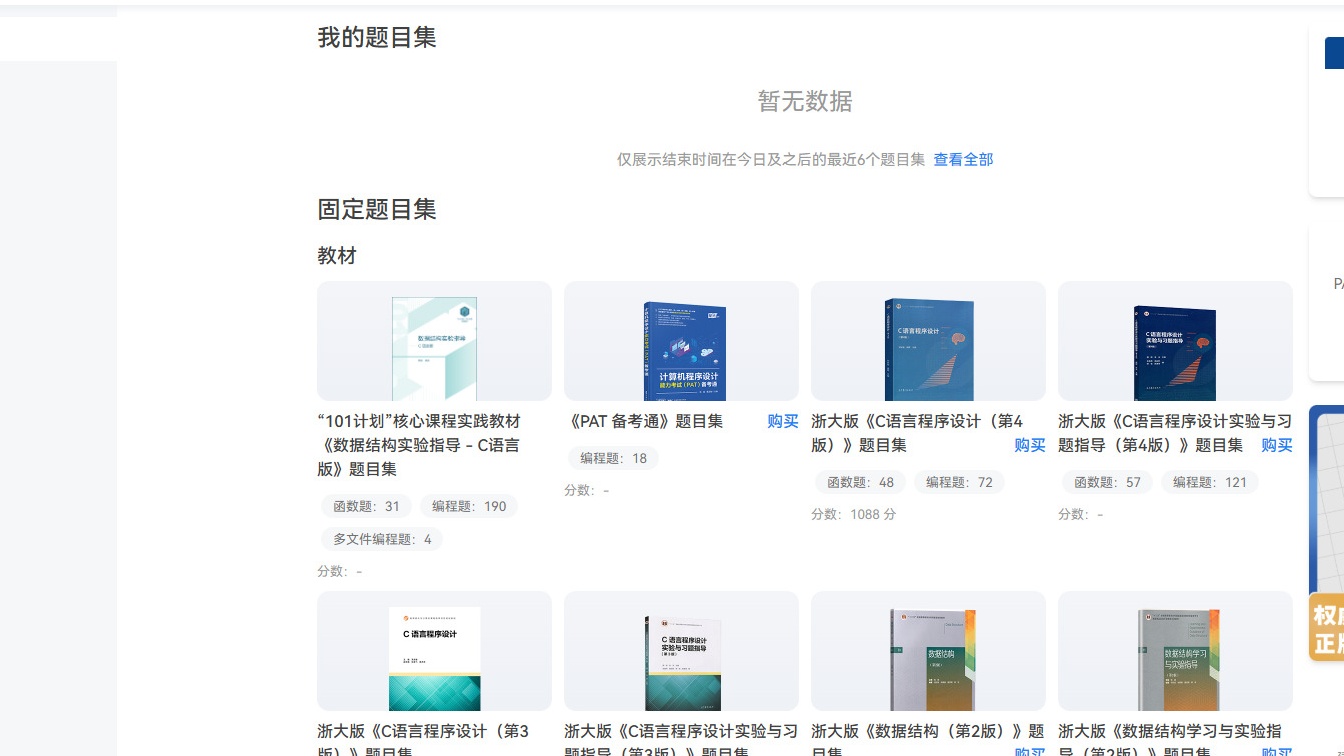 我的题目集
暂无数据
仅展示结束时间在今日及之后的最近6个题目集 查看全部
固定题目集
教材
数据结构实验指导
计算机程序设计
能力考试（PAT）备考通
C语言程序设计
C语言程序设计
实验与习题指导
“101计划”核心课程实践教材
《数据结构实验指导 - C语言
版》题目集
函数题：31 编程题：190
多文件编程题：4
分数：-
《PAT 备考通》题目集 购买
编程题：18
分数：-
浙大版《C语言程序设计（第4
版）》题目集 购买
函数题：48 编程题：72
分数：1088 分
浙大版《C语言程序设计实验与习
题指导（第4版）》题目集 购买
函数题：57 编程题：121
分数：-
C 语言程序设计
C 语言程序设计
实验与习题指导
（第3版）
数据结构
（第2版）
数据结构学习
与实验指导
浙大版《C语言程序设计（第3
版）》题目集
浙大版《C语言程序设计实验与习
题指导（第3版）》题目集
浙大版《数据结构（第2版）》题
目集 购买
浙大版《数据结构学习与实验指
导（第2版）》题目集 购买